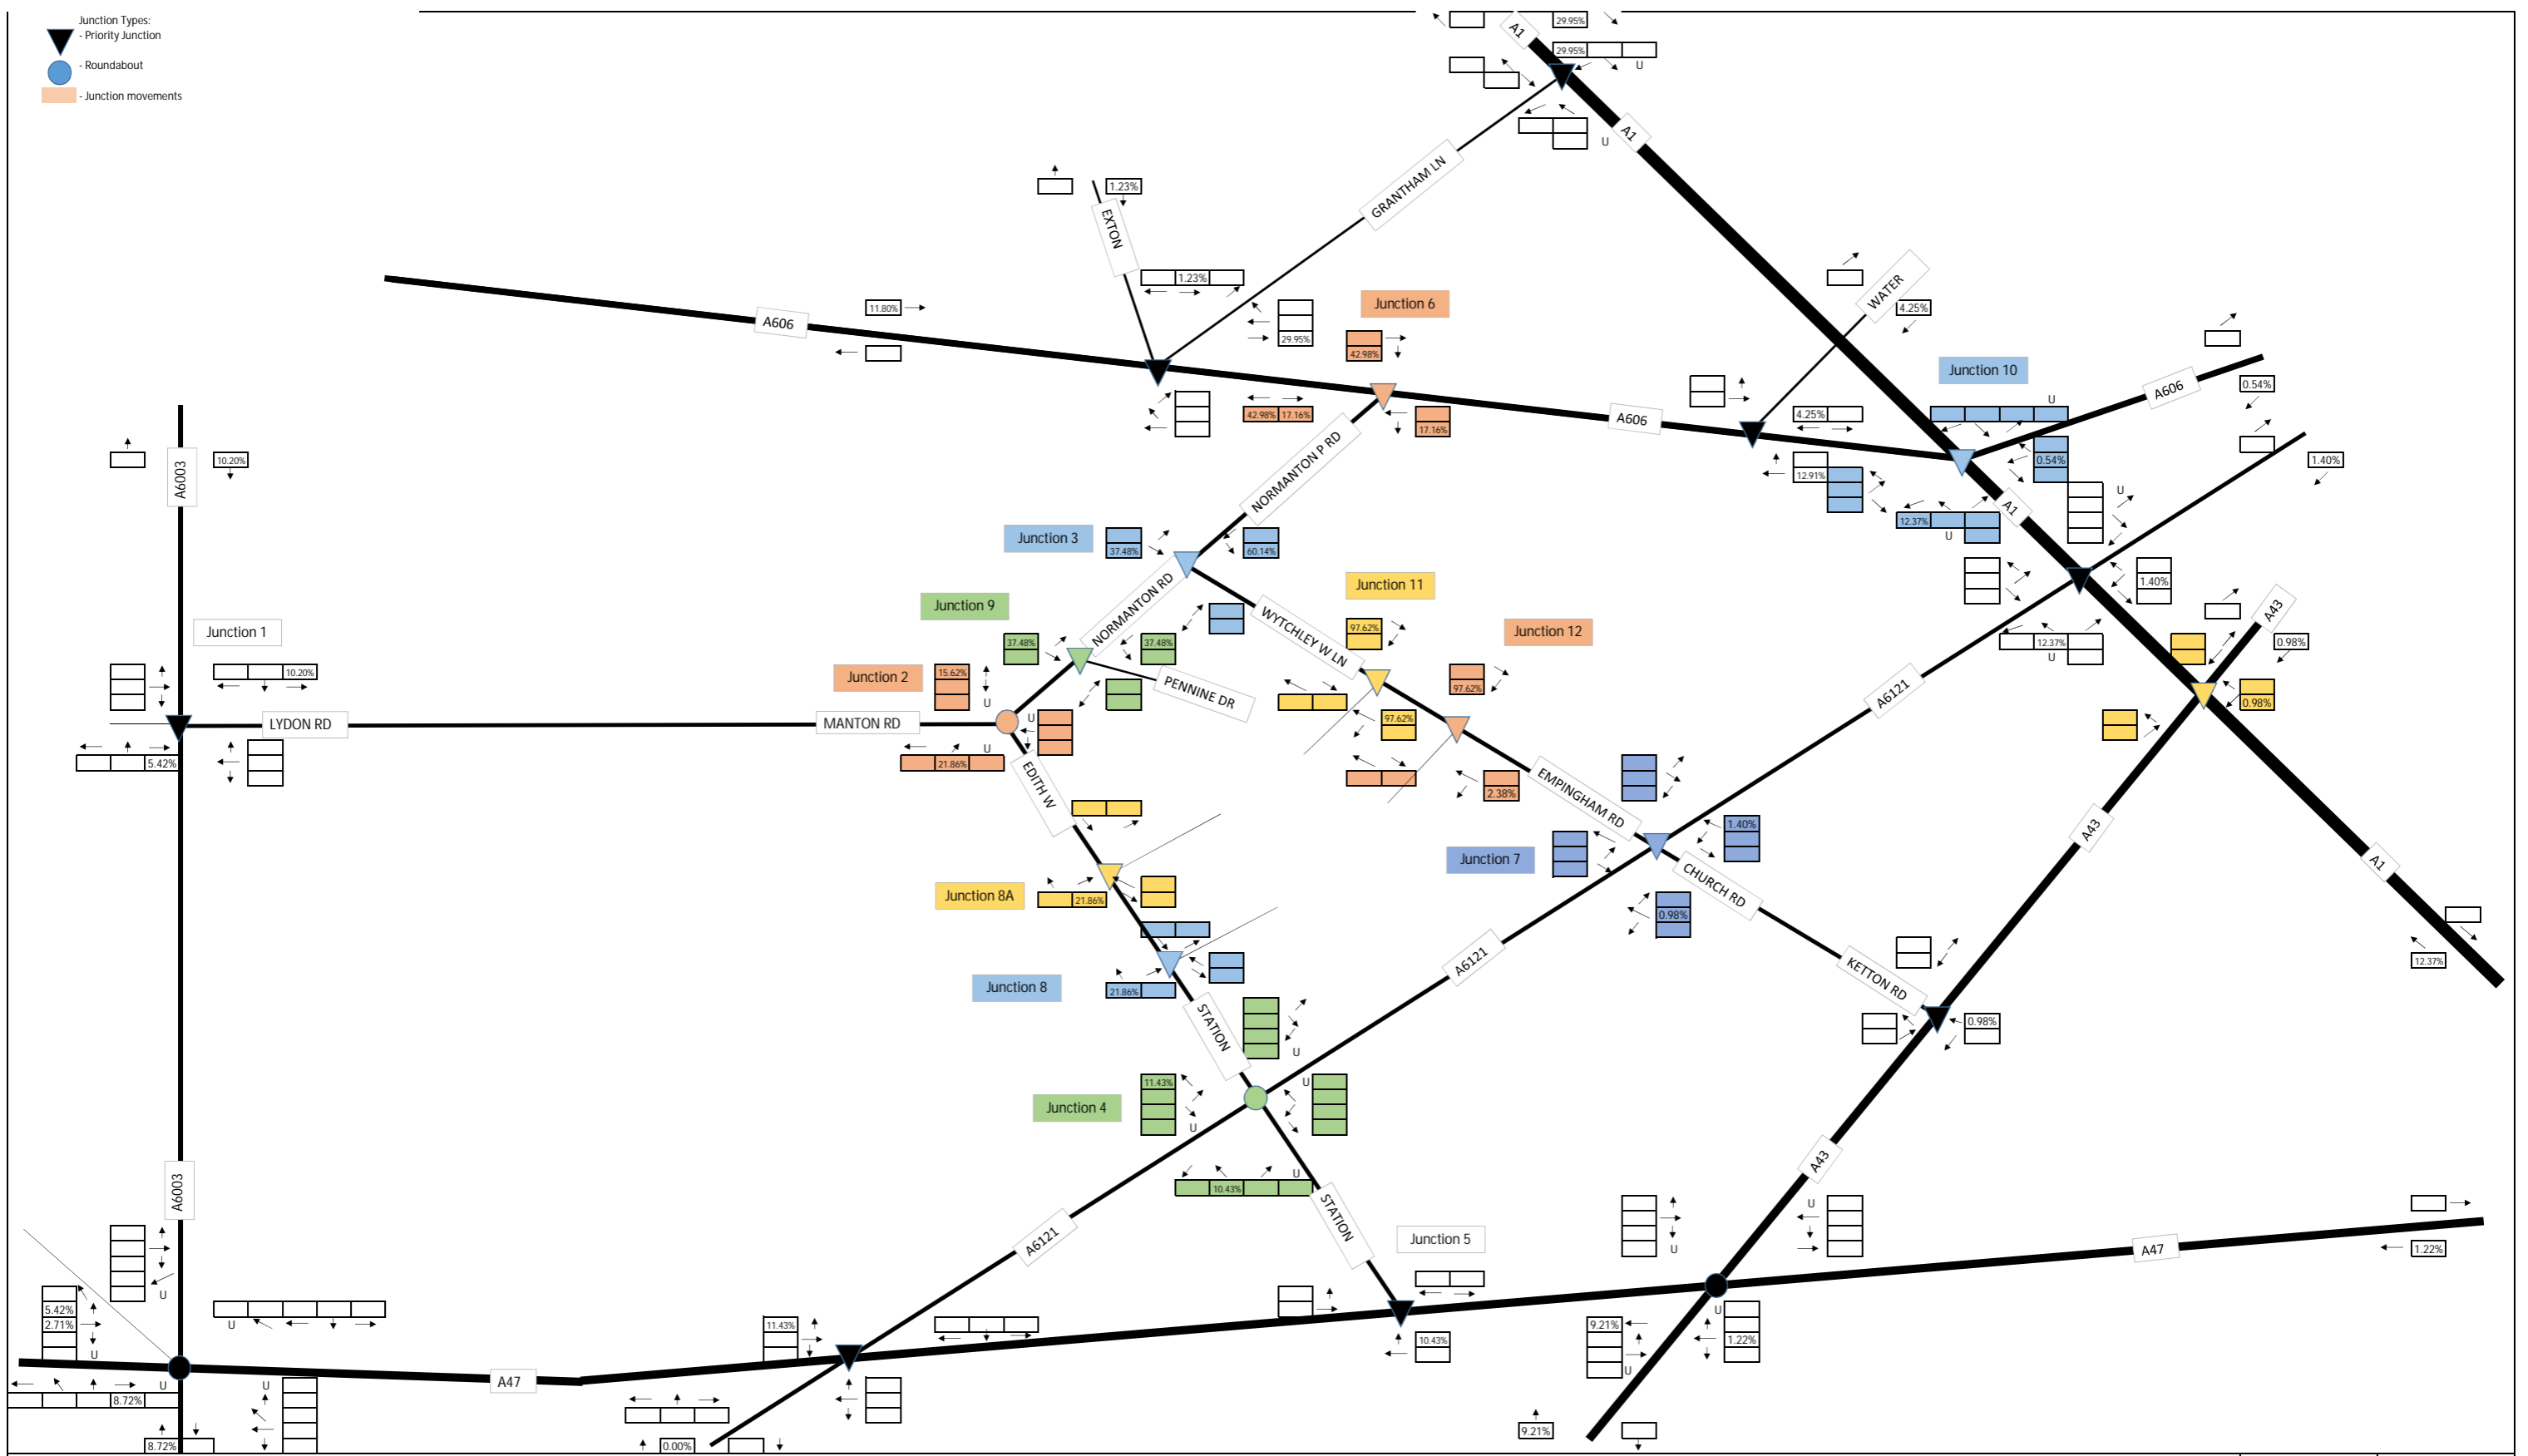 Junction Types:
- Priority Junction
- Roundabout
- Junction movements
29.95%
A1
29.95%
U
U
A1
GRANTHAM LN
1.23%
EXTON
1.23%
11.80%
A606
29.95%
Junction 6
42.98%
42.98% 17.16%
17.16%
A606
WATER
4.25%
4.25%
12.91%
Junction 10
U
A606
0.54%
0.54%
12.37%
U
A1
U
1.40%
1.40%
12.37%
U
A6003
10.20%
NORMANTON P RD
Junction 3
37.48%
60.14%
Junction 9
37.48%
NORMANTON RD
37.48%
PENNINE DR
WYTCHLEY W LN
Junction 11
97.62%
97.62%
Junction 12
97.62%
2.38%
A6121
A43
0.98%
0.98%
Junction 1
10.20%
LYDON RD
MANTON RD
5.42%
Junction 2
15.62%
U
U
U
21.86%
EDITH W
EMPINGHAM RD
Junction 7
1.40%
0.98%
CHURCH RD
A43
A1
12.37%
Junction 8A
21.86%
Junction 8
21.86%
STATION
U
A6121
KETTON RD
0.98%
Junction 4
11.43%
U
U
10.43%
U
STATION
A6003
A6121
Junction 5
A43
U
U
A47
1.22%
U
5.42%
2.71%
U
U
A47
11.43%
10.43%
9.21%
U
U
1.22%
8.72%
U
U
8.72%
0.00%
9.21%